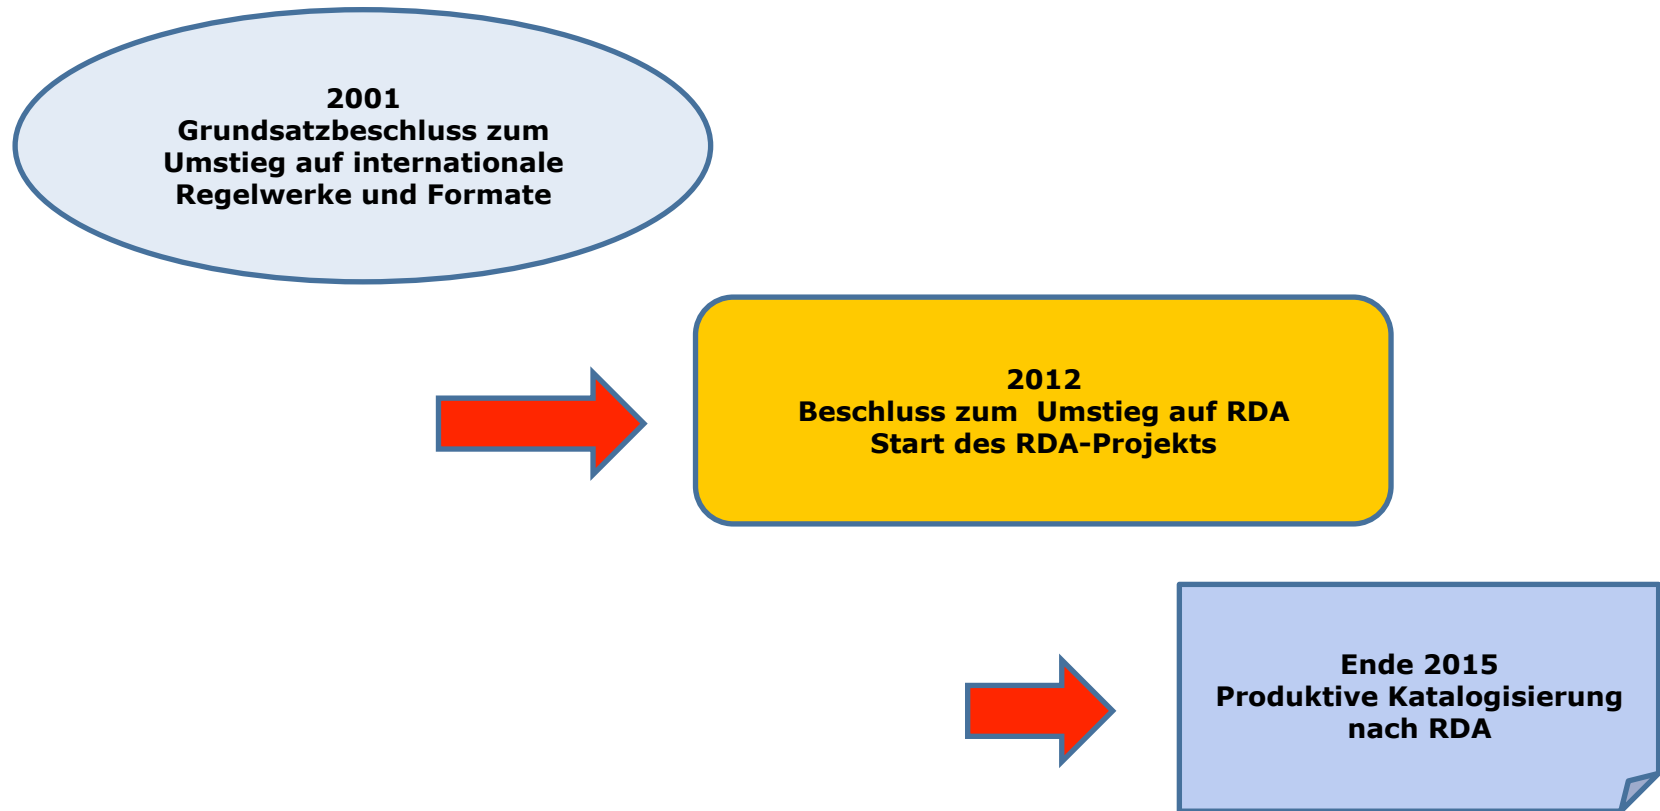 2001
Grundsatzbeschluss zum
Umstieg auf internationale
Regelwerke und Formate
2012
Beschluss zum  Umstieg auf RDA
Start des RDA-Projekts
Ende 2015
Produktive Katalogisierung
nach RDA